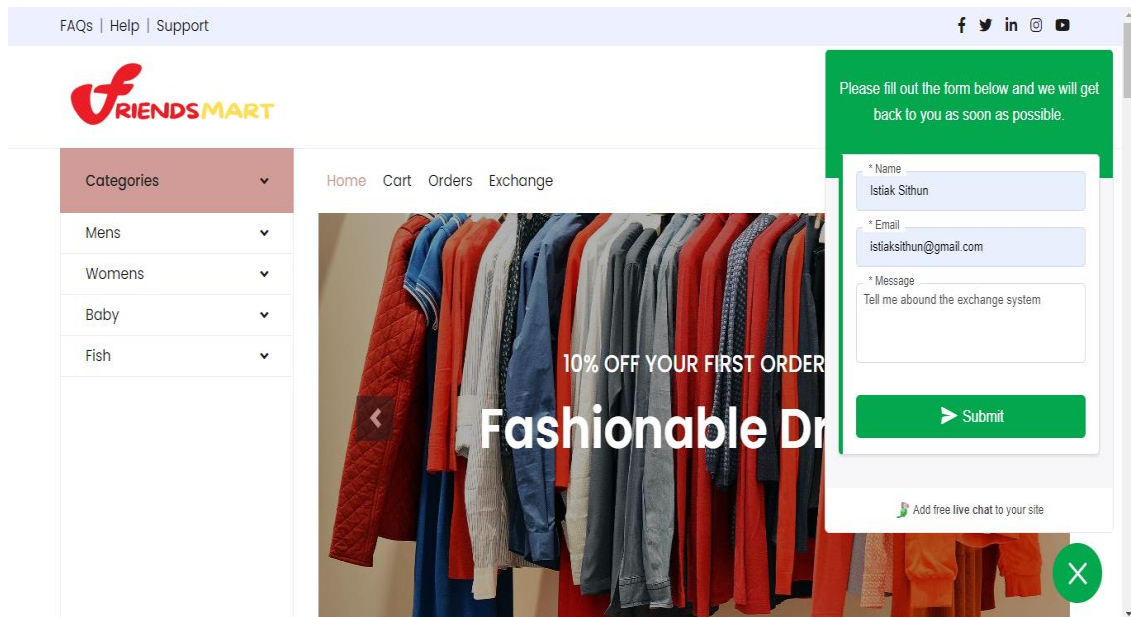 FAQs | Help | Support
FRIENDSMART
Please fill out the form below and we will get
back to you as soon as possible.
Categories
Home Cart Orders Exchange
* Name
Istiak Sithun
Mens
* Email
istiaksithun@gmail.com
Womens
* Message
Tell me abound the exchange system
Baby
Fish
10% OFF YOUR FIRST ORDER
Fashionable Dr
Submit
Add free live chat to your site